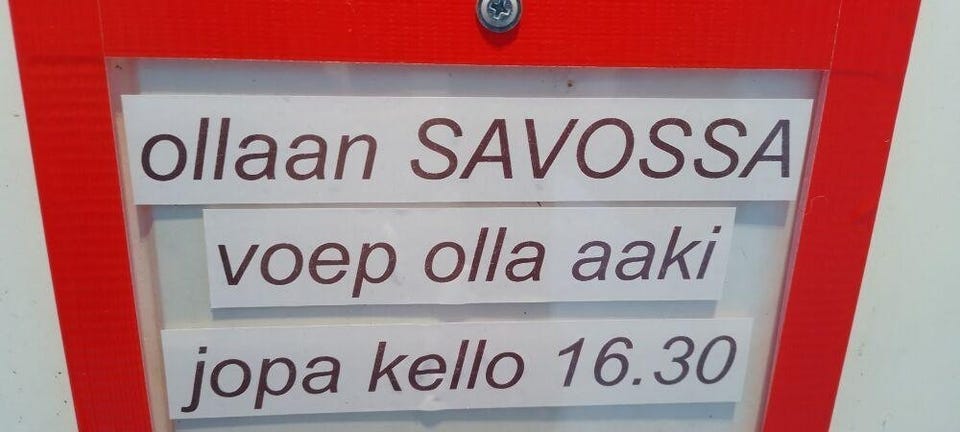 ollaan SAVOSSA
voep olla aaki
jopa kello 16.30